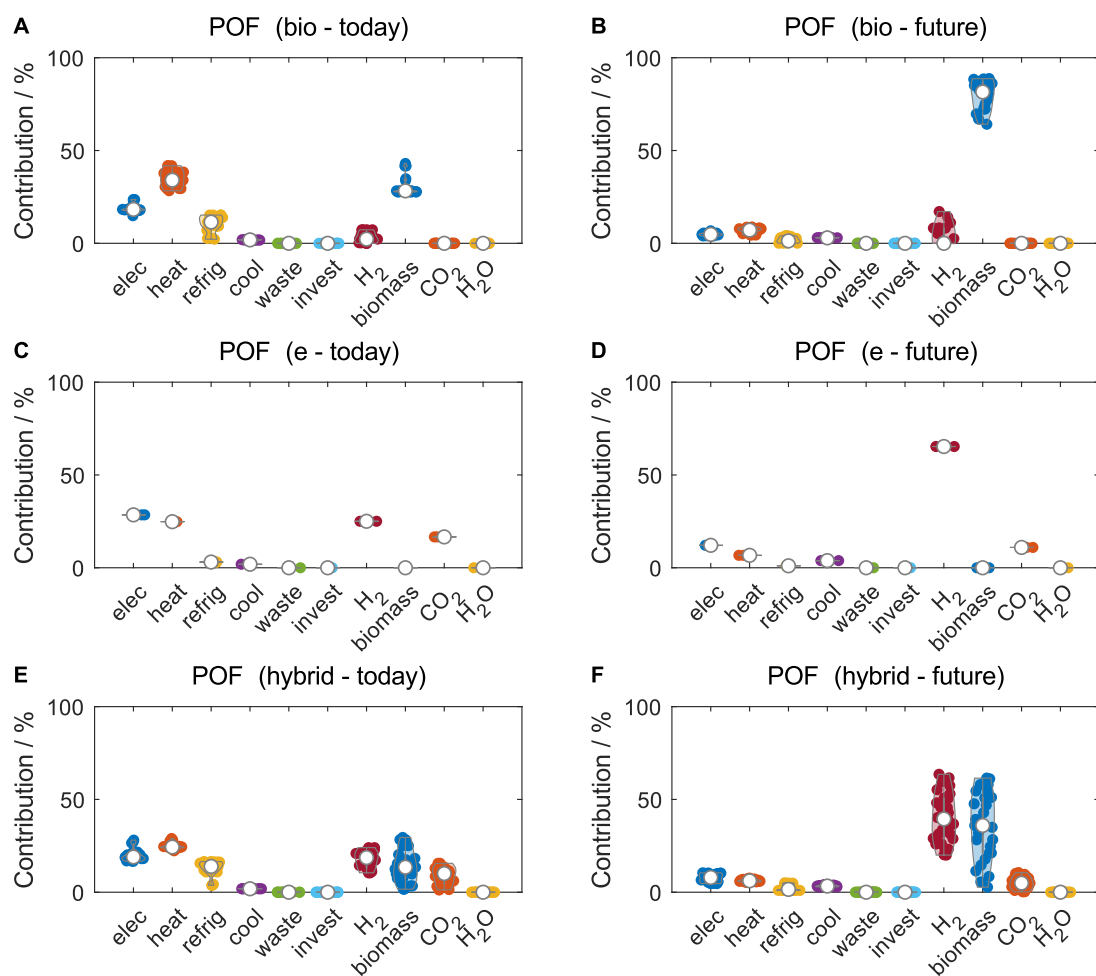 A POF (bio - today)
Contribution / %
100
50
0
elec heat refrig cool waste invest H2 biomass CO2 H2O
B POF (bio - future)
Contribution / %
100
50
0
elec heat refrig cool waste invest H2 biomass CO2 H2O
C POF (e - today)
Contribution / %
100
50
0
elec heat refrig cool waste invest H2 biomass CO2 H2O
D POF (e - future)
Contribution / %
100
50
0
elec heat refrig cool waste invest H2 biomass CO2 H2O
E POF (hybrid - today)
Contribution / %
100
50
0
elec heat refrig cool waste invest H2 biomass CO2 H2O
F POF (hybrid - future)
Contribution / %
100
50
0
elec heat refrig cool waste invest H2 biomass CO2 H2O